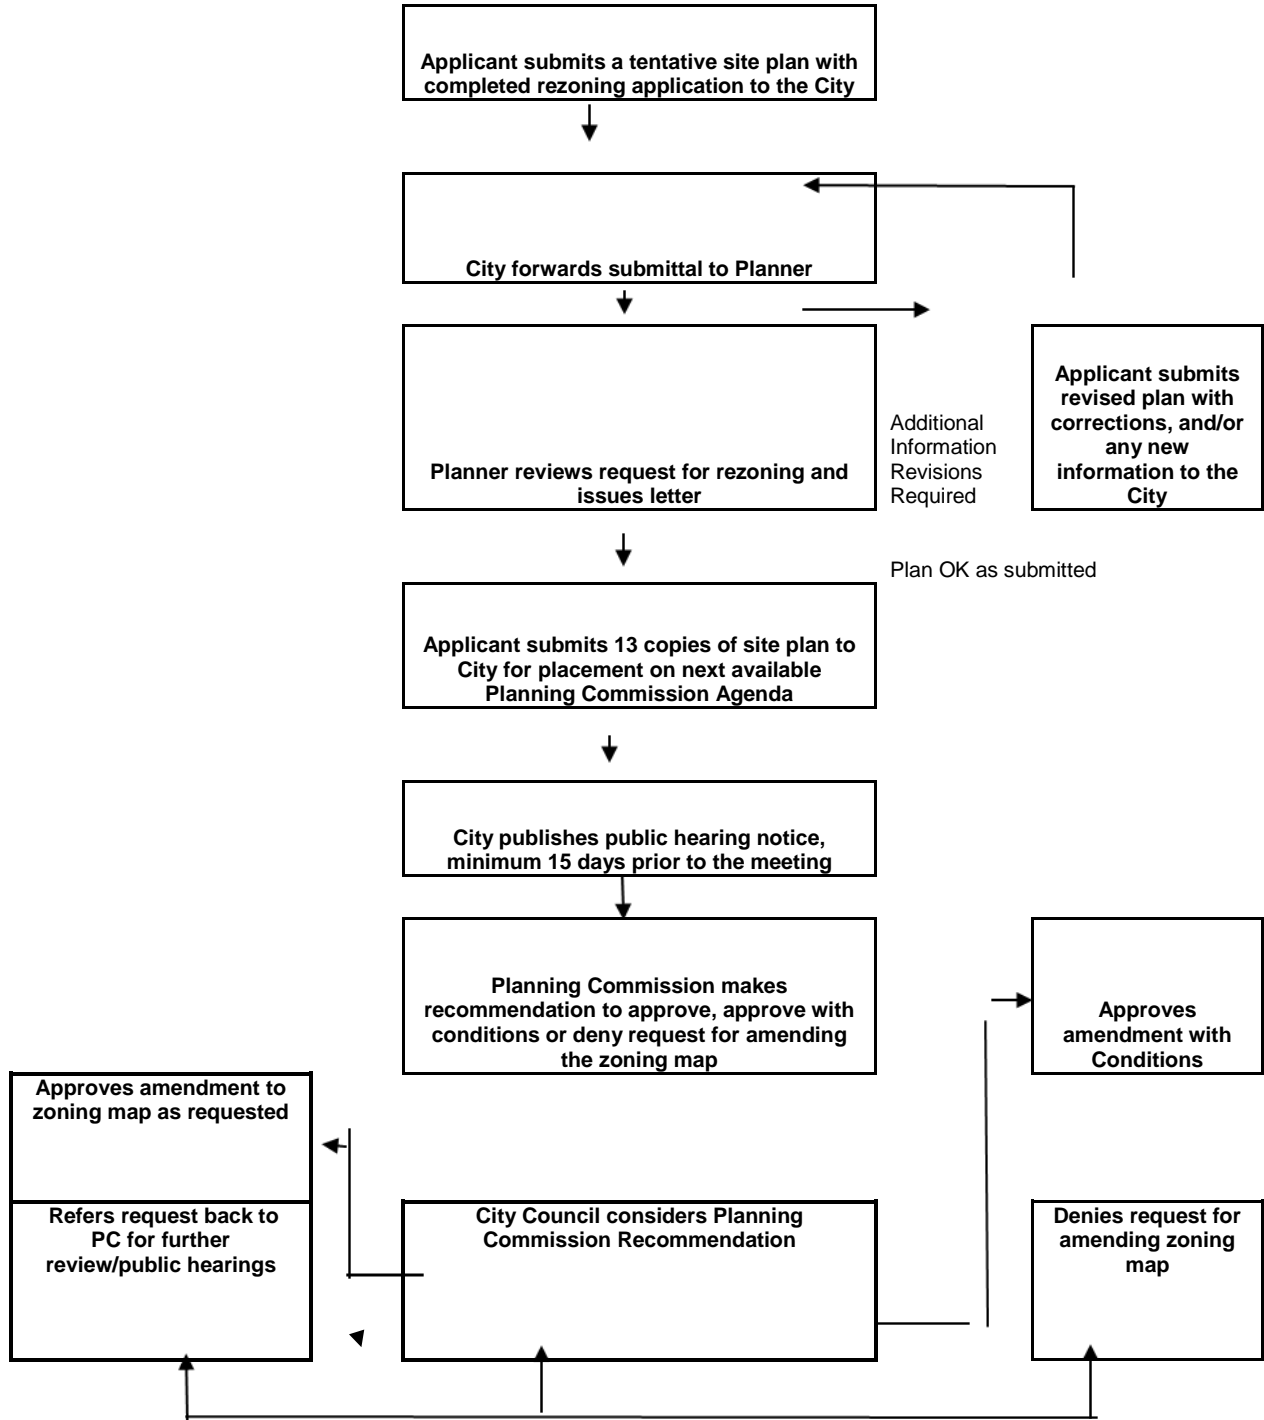 Applicant submits a tentative site plan with
completed rezoning application to the City
City forwards submittal to Planner
Planner reviews request for rezoning and
issues letter
Additional
Information
Revisions
Required
Applicant submits
revised plan with
corrections, and/or
any new
information to the
City
Plan OK as submitted
Applicant submits 13 copies of site plan to
City for placement on next available
Planning Commission Agenda
City publishes public hearing notice,
minimum 15 days prior to the meeting
Planning Commission makes
recommendation to approve, approve with
conditions or deny request for amending
the zoning map
Approves
amendment with
Conditions
Approves amendment to
zoning map as requested
Refers request back to
PC for further
review/public hearings
City Council considers Planning
Commission Recommendation
Denies request for
amending zoning
map